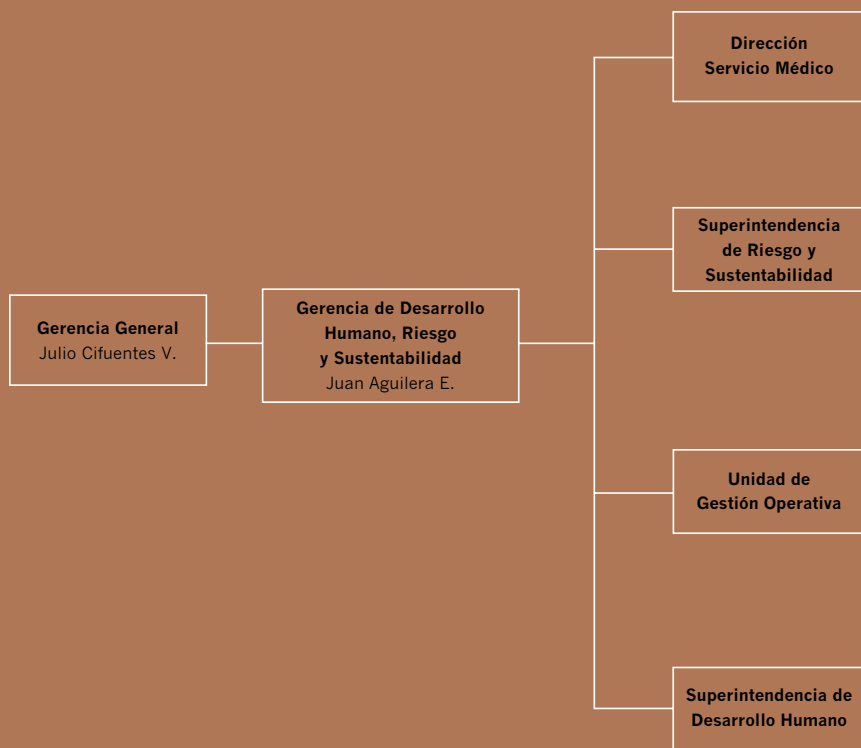 Dirección
Servicio Médico
Superintendencia
de Riesgo y
Sustentabilidad
Gerencia General
Julio Cifuentes V.
Gerencia de Desarrollo
Humano, Riesgo
y Sustentabilidad
Juan Aguilera E.
Unidad de
Gestión Operativa
Superintendencia de
Desarrollo Humano